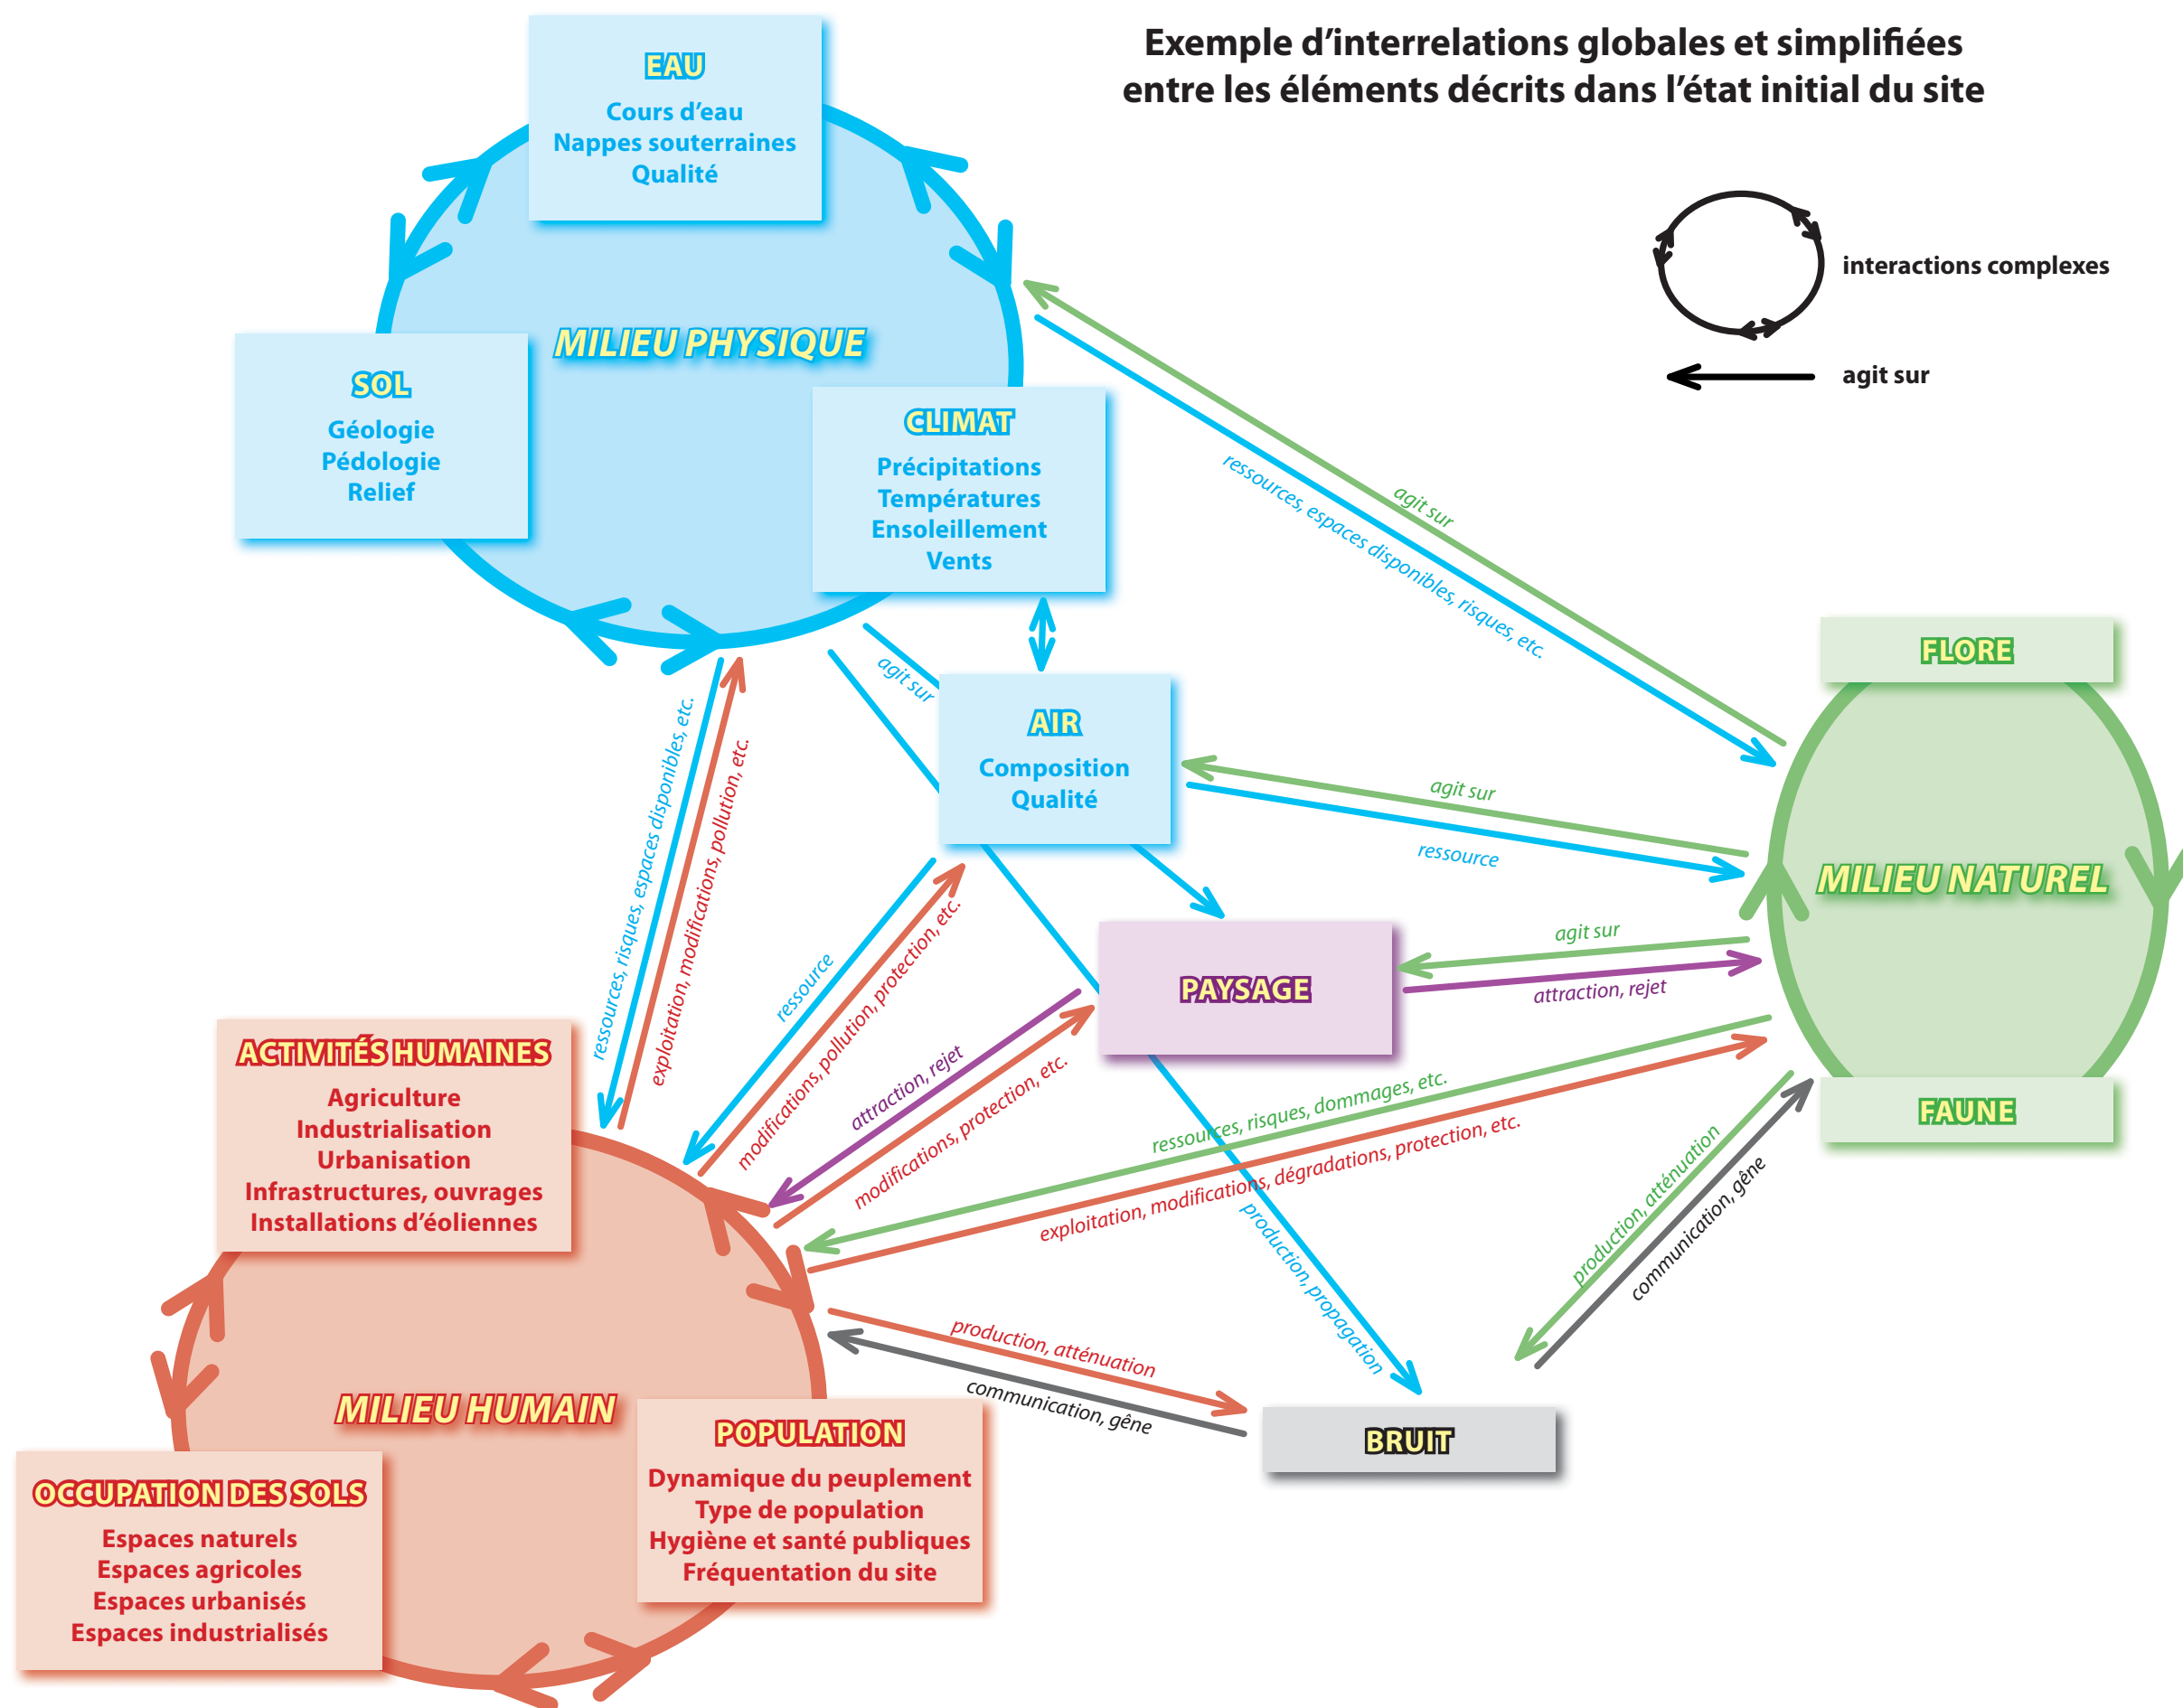 Exemple d’interrelations globales et simplifiées
entre les éléments décrits dans l’état initial du site
interactions complexes
agit sur
EAU
Cours d’eau
Nappes souterraines
Qualité
MILIEU PHYSIQUE
SOL
Géologie
Pédologie
Relief
CLIMAT
Précipitations
Températures
Ensoleillement
Vents
agit sur
ressources, espaces disponibles, risques, etc.
agit sur
AIR
Composition
Qualité
FLORE
MILIEU NATUREL
FAUNE
agit sur
ressource
ressources, risques, espaces disponibles, etc.
exploitation, modifications, pollution, etc.
ressource
modifications, pollution, protection, etc.
PAYSAGE
agit sur
attraction, rejet
attraction, rejet
modifications, protection, etc.
ressources, risques, dommages, etc.
exploitation, modifications, dégradations, protection, etc.
production, propagation
production, atténuation
communication, gêne
ACTIVITÉS HUMAINES
Agriculture
Industrialisation
Urbanisation
Infrastructures, ouvrages
Installations d’éoliennes
production, atténuation
communication, gêne
BRUIT
MILIEU HUMAIN
POPULATION
Dynamique du peuplement
Type de population
Hygiène et santé publiques
Fréquentation du site
OCCUPATION DES SOLS
Espaces naturels
Espaces agricoles
Espaces urbanisés
Espaces industrialisés